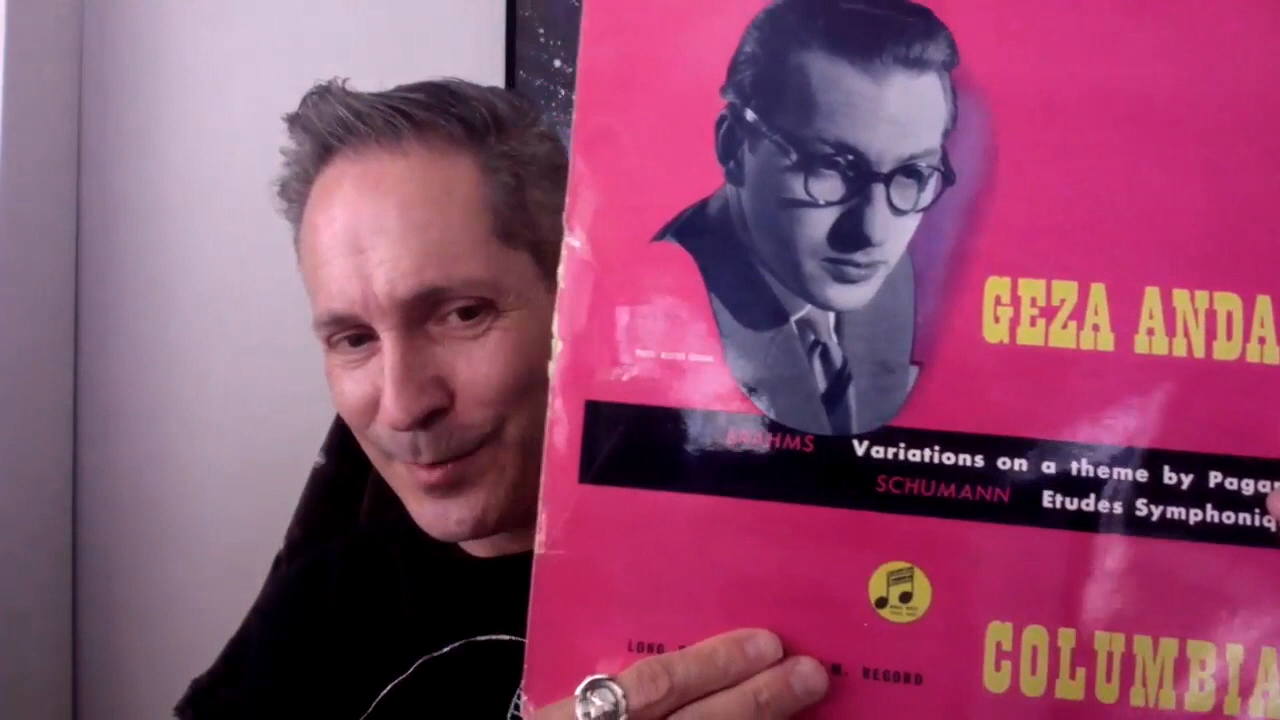 GEZA ANDA
BRAHMS Variations on a theme by Pagan
SCHUMANN Etudes Symphoniq
COLUMBIA
LONG
M. RECORD